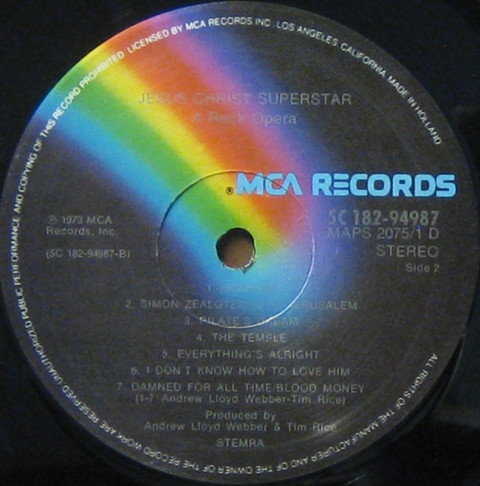 UNAUTHORIZED PUBLIC PERFORMANCE AND COPYING OF THIS RECORD PROHIBITED. LICENSED BY MCA RECORDS INC. LOS ANGELES CALIFORNIA MADE IN HOLLAND
JESUS CHRIST SUPERSTAR
A Rock Opera
® MCA RECORDS
℗ 1973 MCA
Records, Inc.
(5C 182-94987-B)
5C 182-94987
MAPS 2075/1 D
STEREO
Side 2
2. SIMON ZEALOTES JERUSALEM
3. PILATE'S DREAM
4. THE TEMPLE
5. EVERYTHING'S ALRIGHT
6. I DON'T KNOW HOW TO LOVE HIM
7. DAMNED FOR ALL TIME/BLOOD MONEY
(1-7 Andrew Lloyd Webber-Tim Rice)
Produced by
Andrew Lloyd Webber & Tim Rice
STEMRA
ALL RIGHTS OF THE MANUFACTURER AND OF THE OWNER OF THE RECORDED WORK ARE RESERVED